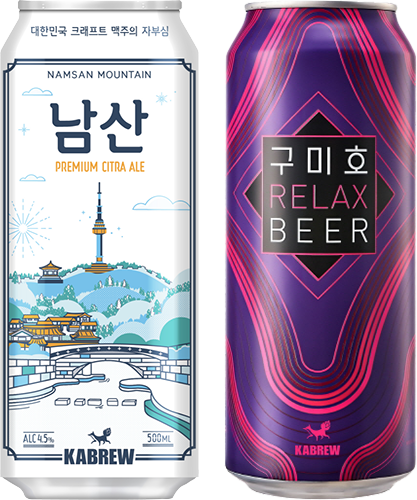 대한민국 크래프트 맥주의 자부심
NAMSAN MOUNTAIN
남산
PREMIUM CITRA ALE
ALC 4.5%
500ML
KABREW
구미호
RELAX
BEER
KABREW